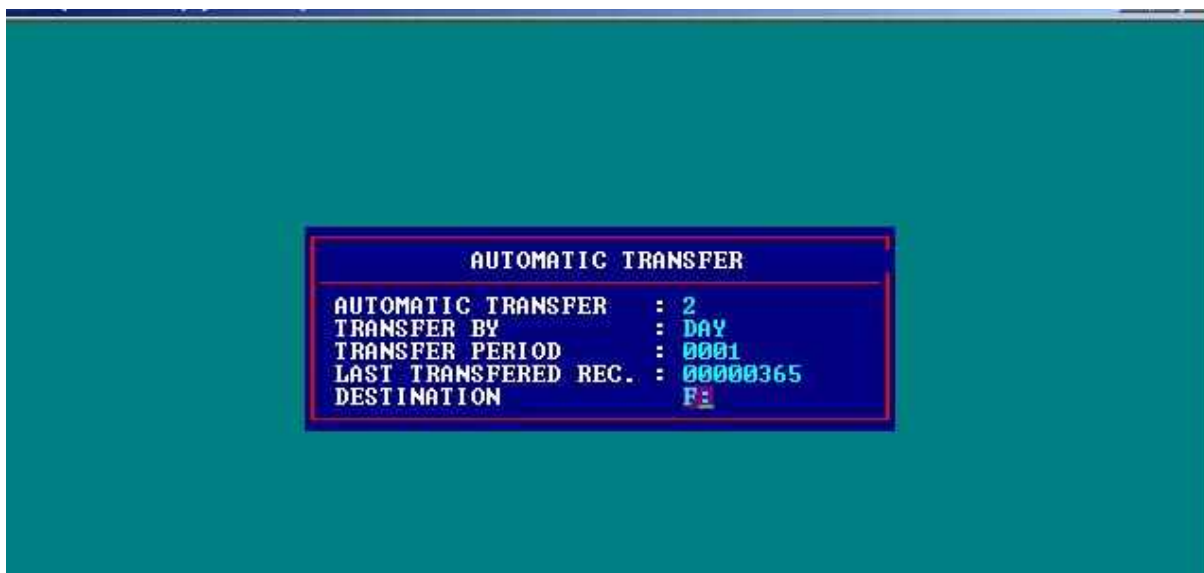 AUTOMATIC TRANSFER
AUTOMATIC TRANSFER : 2
TRANSFER BY : DAY
TRANSFER PERIOD : 0001
LAST TRANSFERED REC. : 00000365
DESTINATION F: